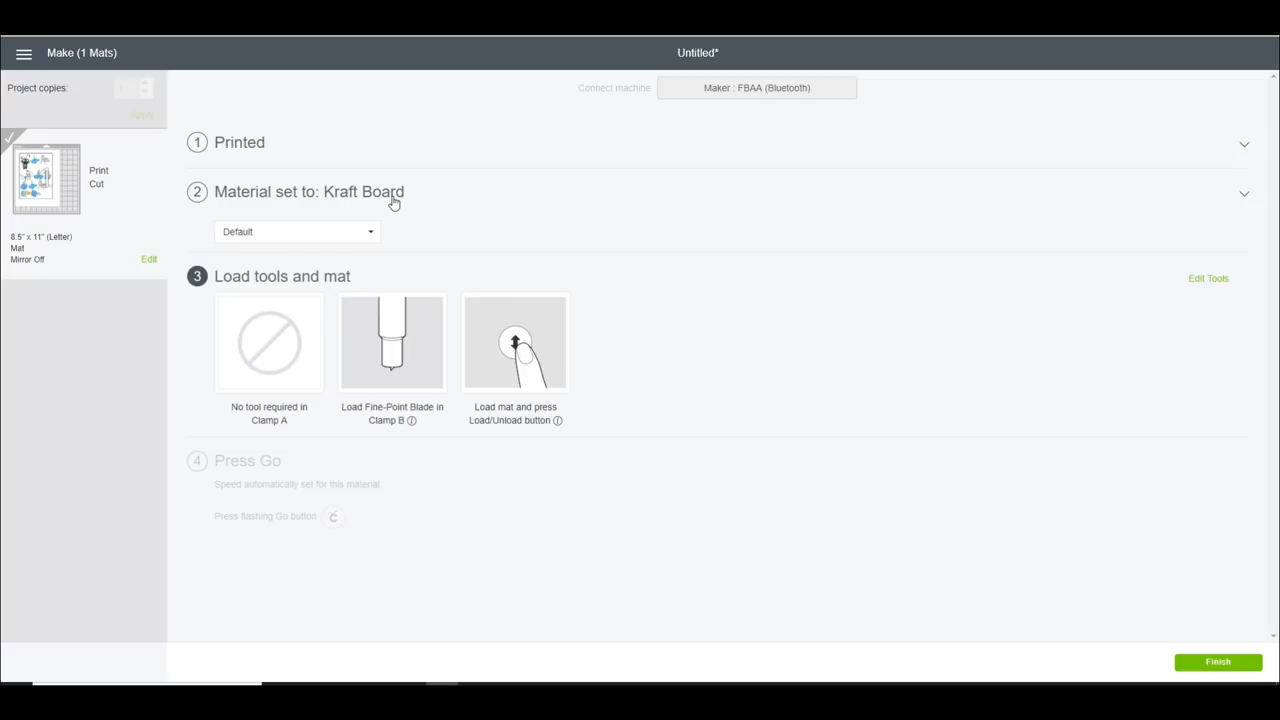 Make (1 Mats)
Untitled*
Project copies:
Apply
Connect machine
Maker : FBAA (Bluetooth)
Print
Cut
8.5" x 11" (Letter)
Mat
Mirror Off
Edit
1 Printed
2 Material set to: Kraft Board
Default
3 Load tools and mat
Edit Tools
No tool required in
Clamp A
Load Fine-Point Blade in
Clamp B
Load mat and press
Load/Unload button
4 Press Go
Speed automatically set for this material.
Press flashing Go button
Finish